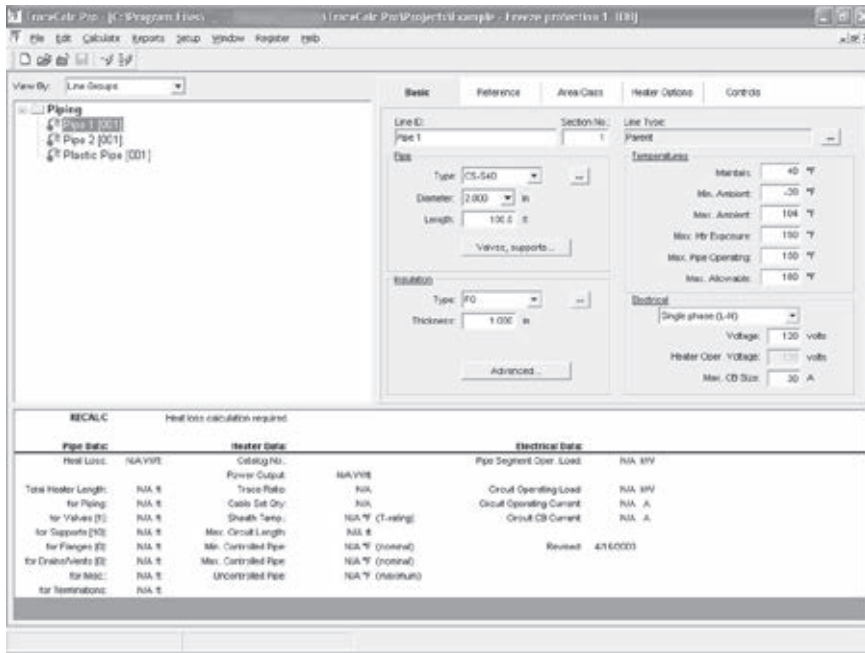 TraceCalc Pro - [C:\Program Files\ \TraceCalc Pro\Projects\Example - Freeze protection 1.IDB]
File Edit Calculate Reports Setup Window Register Help
View By: Line Groups
Piping
Pipe 1 [001]
Pipe 2 [001]
Plastic Pipe [001]
Basic Reference Area/Class Heater Options Controls
Line ID: Section No.: Line Type:
Pipe 1 1 Parent ...
Pipe Temperatures
Type: CS-S40 ... Maintain: 40 °F
Diameter: 2.000 in Min. Ambient: -20 °F
Length: 100.0 ft Max. Ambient: 104 °F
Valves, supports... Max. Htr Exposure: °F
Max. Pipe Operating: °F
Max. Allowable: 180 °F
Insulation Electrical
Type: FG ... Single phase (L-N)
Thickness: 1.000 in Voltage: 120 volts
Heater Oper. Voltage: volts
Advanced... Max. CB Size: 30 A
RECALC Heat loss calculation required.
Pipe Data: Heater Data: Electrical Data:
Heat Loss: N/A W/ft Catalog No.: Pipe Segment Oper. Load: N/A kW
Power Output: N/A W/ft
Total Heater Length: N/A ft Trace Ratio: N/A Circuit Operating Load: N/A kW
for Piping: N/A ft Cable Set Qty: N/A Circuit Operating Current: N/A A
for Valves [1]: N/A ft Sheath Temp.: N/A °F (T-rating) Circuit CB Current: N/A A
for Supports [10]: N/A ft Max. Circuit Length: N/A ft
for Flanges [0]: N/A ft Min. Controlled Pipe: N/A °F (nominal) Revised: 4/16/2003
for Drains/Vents [0]: N/A ft Max. Controlled Pipe: N/A °F (nominal)
for Misc.: N/A ft Uncontrolled Pipe: N/A °F (maximum)
for Terminations: N/A ft